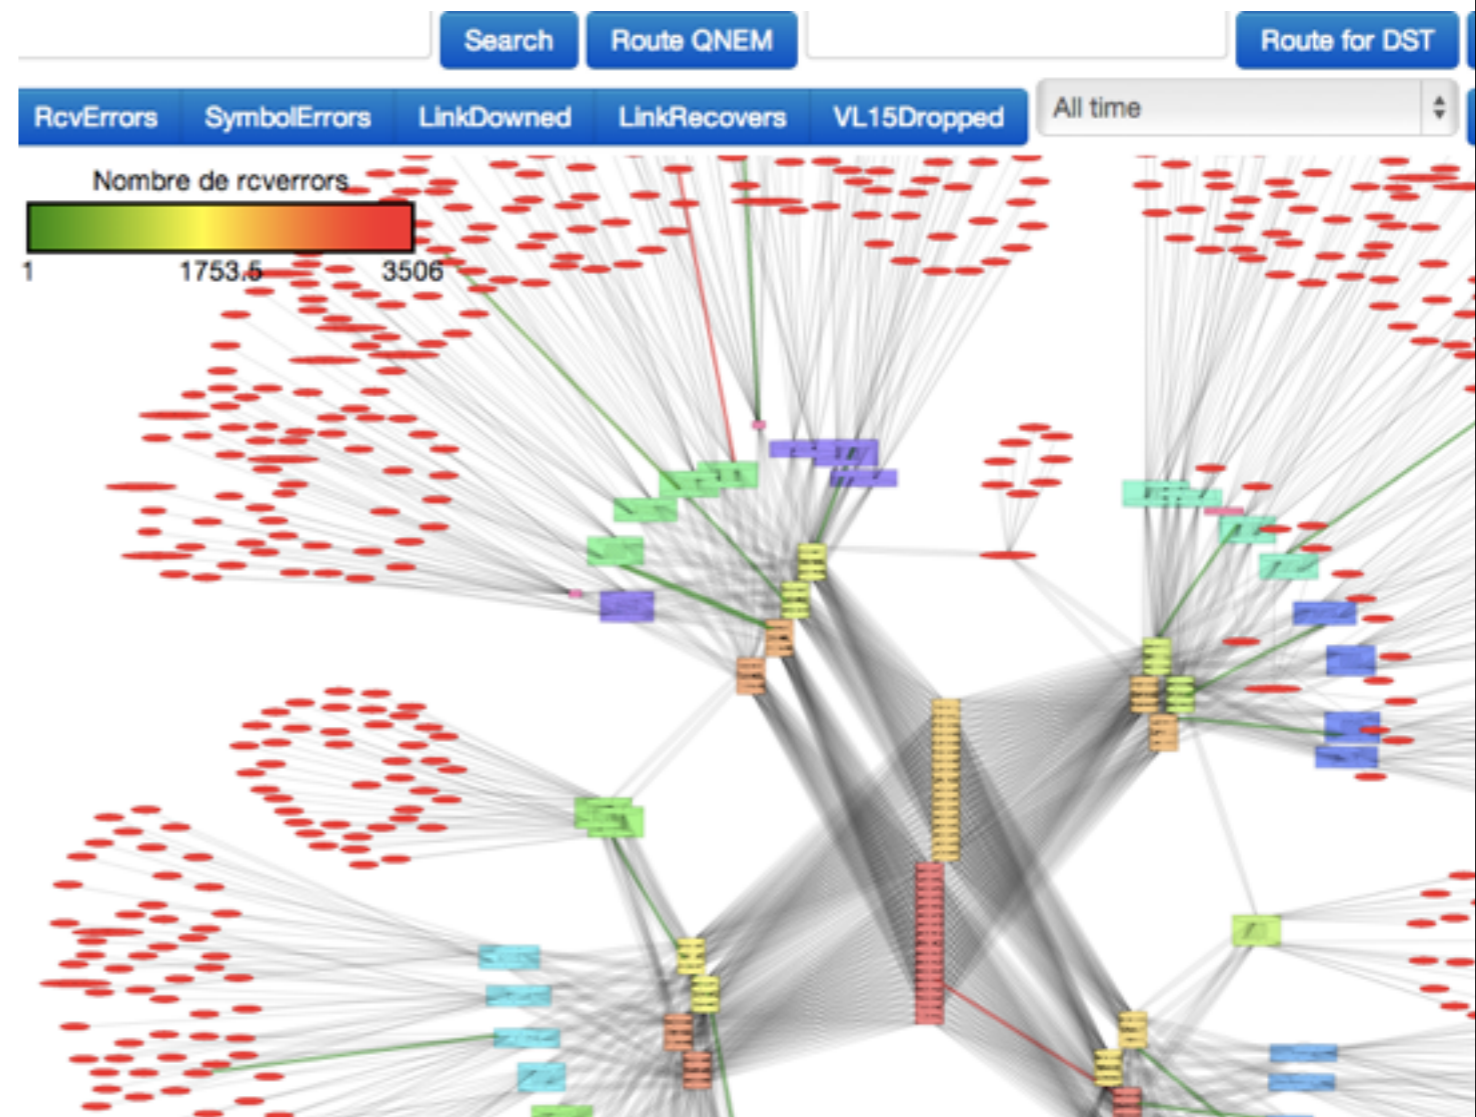 Search Route QNEM Route for DST
RcvErrors SymbolErrors LinkDowned LinkRecovers VL15Dropped All time
Nombre de rcverrors
1 1753.5 3506